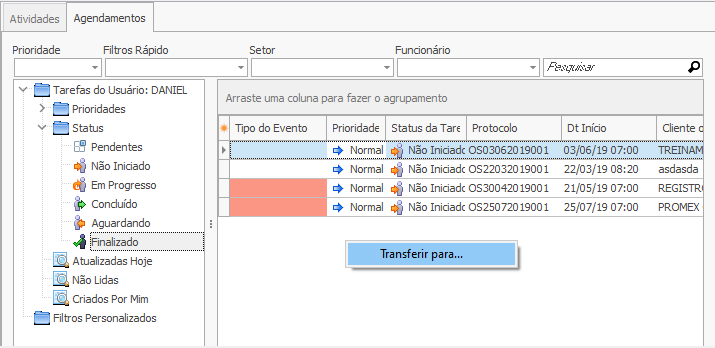 Atividades Agendamentos
Prioridade Filtros Rápido Setor Funcionário
Pesquisar
Tarefas do Usuário: DANIEL
Prioridades
Status
Pendentes
Não Iniciado
Em Progresso
Concluído
Aguardando
Finalizado
Atualizadas Hoje
Não Lidas
Criados Por Mim
Filtros Personalizados
Arraste uma coluna para fazer o agrupamento
Tipo do Evento Prioridade Status da Tare Protocolo Dt Início Cliente o
Normal Não Iniciado OS03062019001 03/06/19 07:00 TREINAM
Normal Não Iniciado OS22032019001 22/03/19 08:20 asdasda
Normal Não Iniciado OS30042019001 21/05/19 07:00 REGISTR
Normal Não Iniciado OS25072019001 25/07/19 07:00 PROMEX
Transferir para...